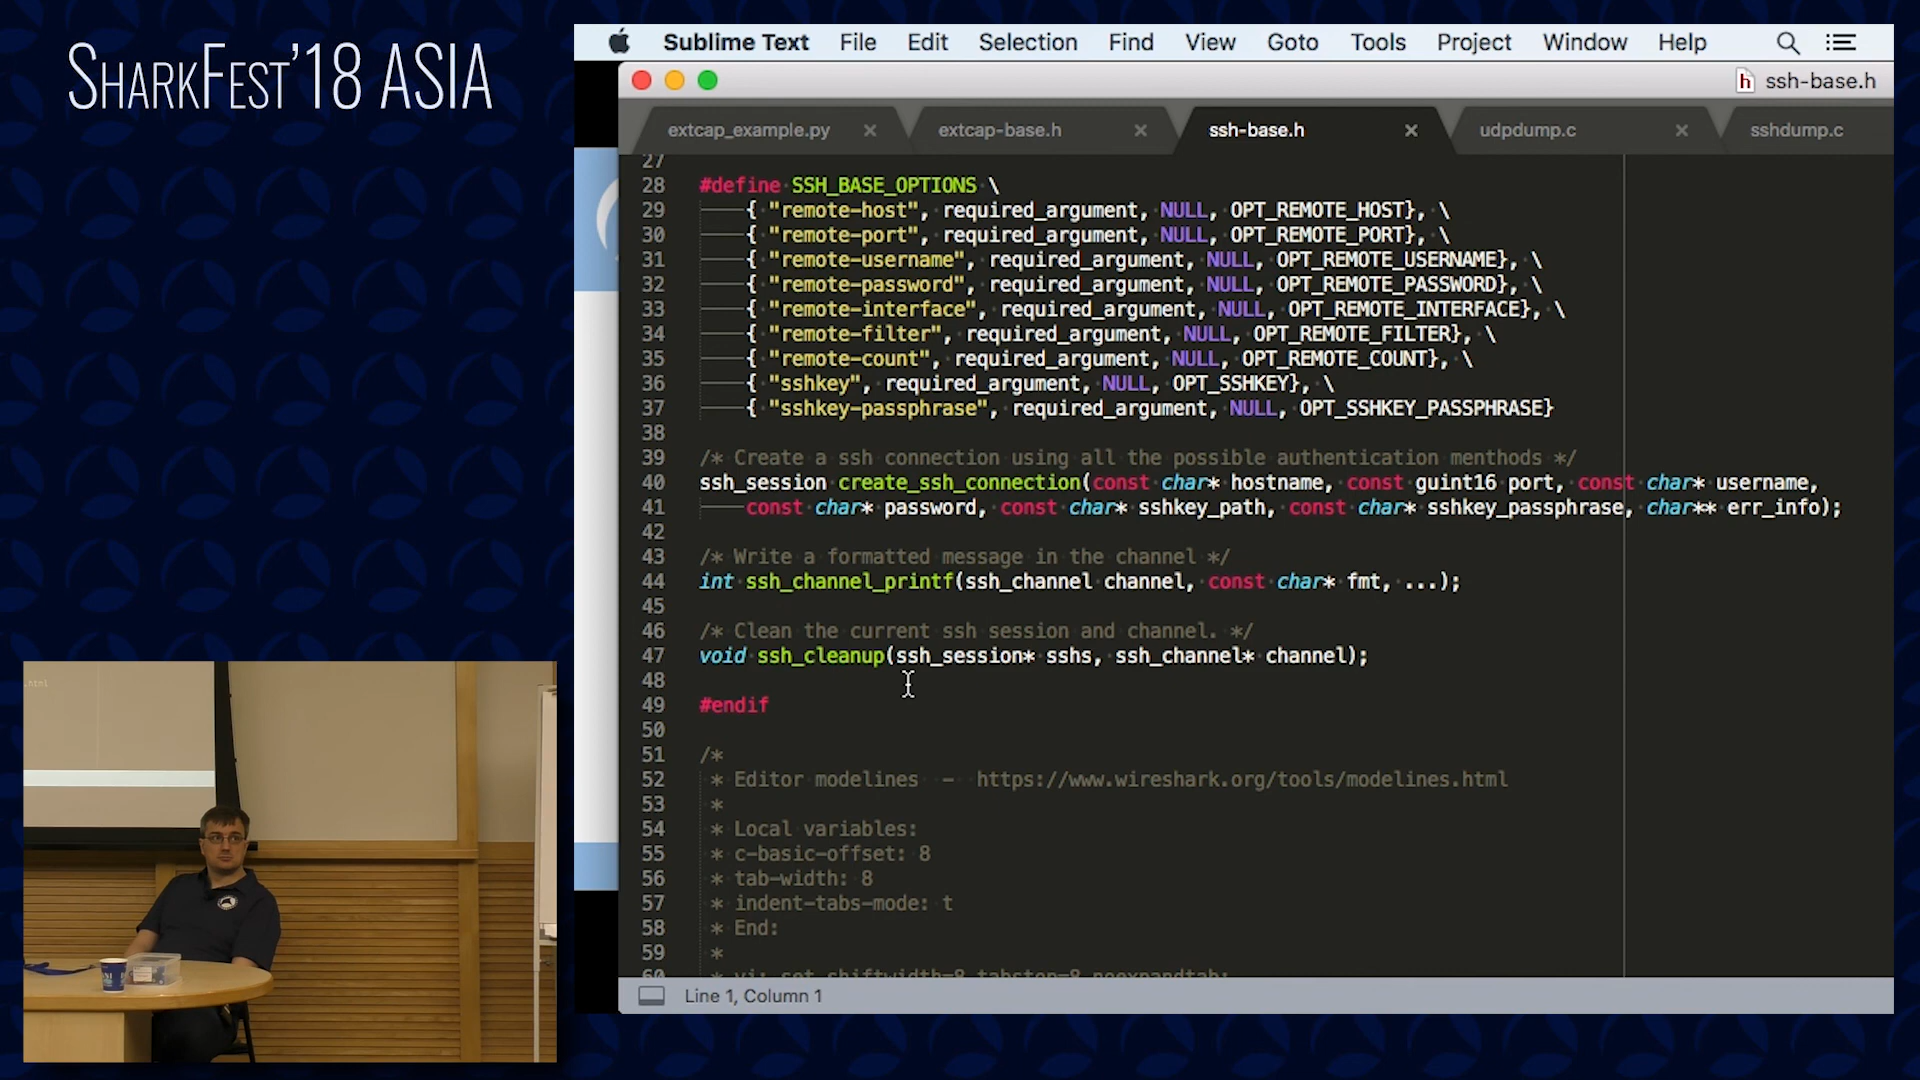 SHARKFEST'18 ASIA
Sublime Text File Edit Selection Find View Goto Tools Project Window Help
ssh-base.h
extcap_example.py × extcap-base.h × ssh-base.h × udpdump.c × sshdump.c
27
28 #define SSH_BASE_OPTIONS \
29 { "remote-host", required_argument, NULL, OPT_REMOTE_HOST}, \
30 { "remote-port", required_argument, NULL, OPT_REMOTE_PORT}, \
31 { "remote-username", required_argument, NULL, OPT_REMOTE_USERNAME}, \
32 { "remote-password", required_argument, NULL, OPT_REMOTE_PASSWORD}, \
33 { "remote-interface", required_argument, NULL, OPT_REMOTE_INTERFACE}, \
34 { "remote-filter", required_argument, NULL, OPT_REMOTE_FILTER}, \
35 { "remote-count", required_argument, NULL, OPT_REMOTE_COUNT}, \
36 { "sshkey", required_argument, NULL, OPT_SSHKEY}, \
37 { "sshkey-passphrase", required_argument, NULL, OPT_SSHKEY_PASSPHRASE}
38
39 /* Create a ssh connection using all the possible authentication menthods */
40 ssh_session create_ssh_connection(const char* hostname, const guint16 port, const char* username,
41 const char* password, const char* sshkey_path, const char* sshkey_passphrase, char** err_info);
42
43 /* Write a formatted message in the channel */
44 int ssh_channel_printf(ssh_channel channel, const char* fmt, ...);
45
46 /* Clean the current ssh session and channel. */
47 void ssh_cleanup(ssh_session* sshs, ssh_channel* channel);
48
49 #endif
50
51 /*
52 * Editor modelines - https://www.wireshark.org/tools/modelines.html
53 *
54 * Local variables:
55 * c-basic-offset: 8
56 * tab-width: 8
57 * indent-tabs-mode: t
58 * End:
59 *
60 * vi: set shiftwidth=8 tabstop=8 noexpandtab:
Line 1, Column 1
.html